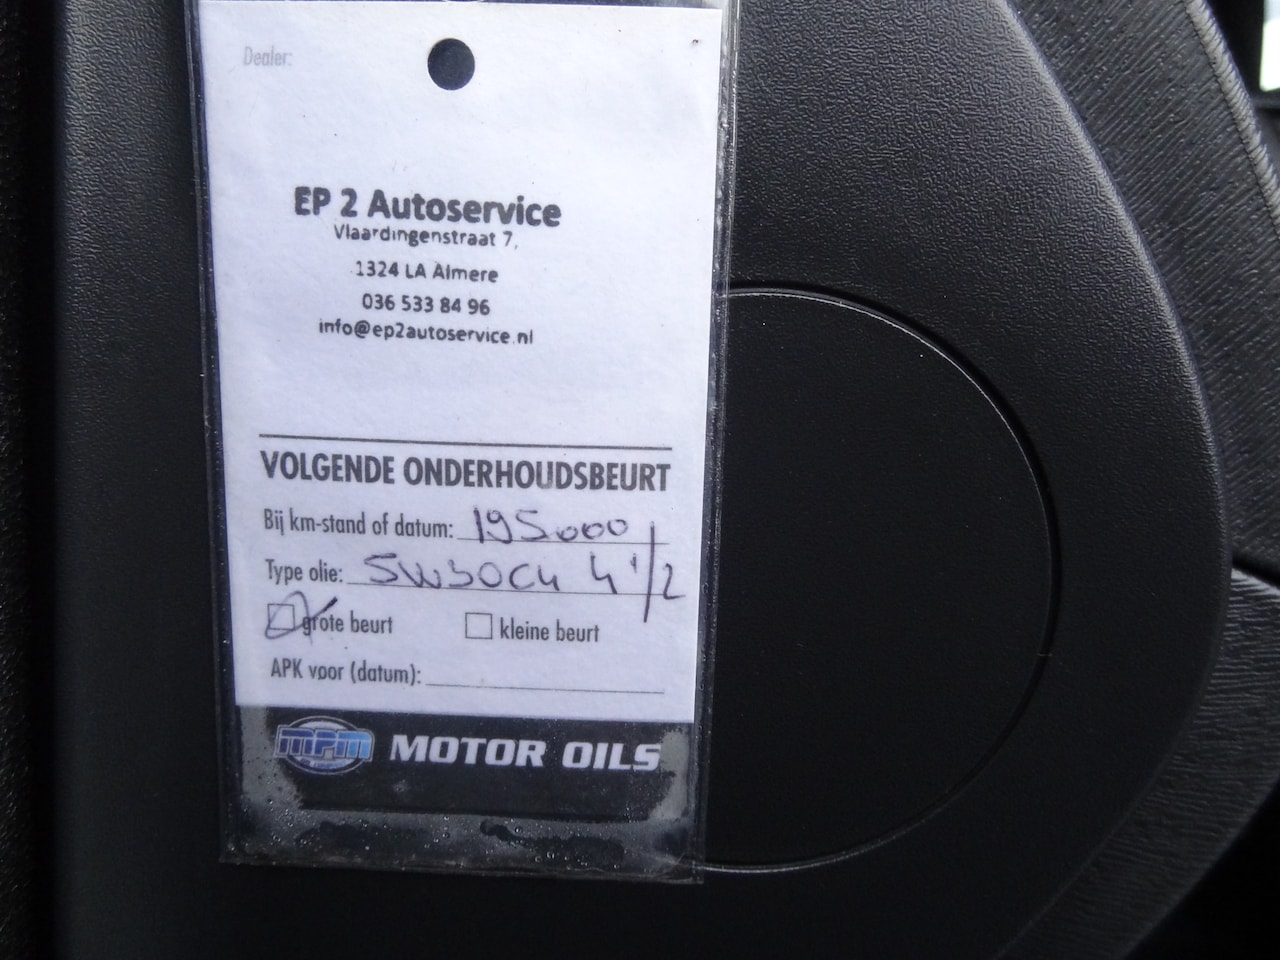 Dealer:
EP 2 Autoservice
Vlaardingenstraat 7,
1324 LA Almere
036 533 84 96
info@ep2autoservice.nl
VOLGENDE ONDERHOUDSBEURT
Bij km-stand of datum: 195000
Type olie: 5W30C4 4 1/2
grote beurt kleine beurt
APK voor (datum):
MPM MOTOR OILS